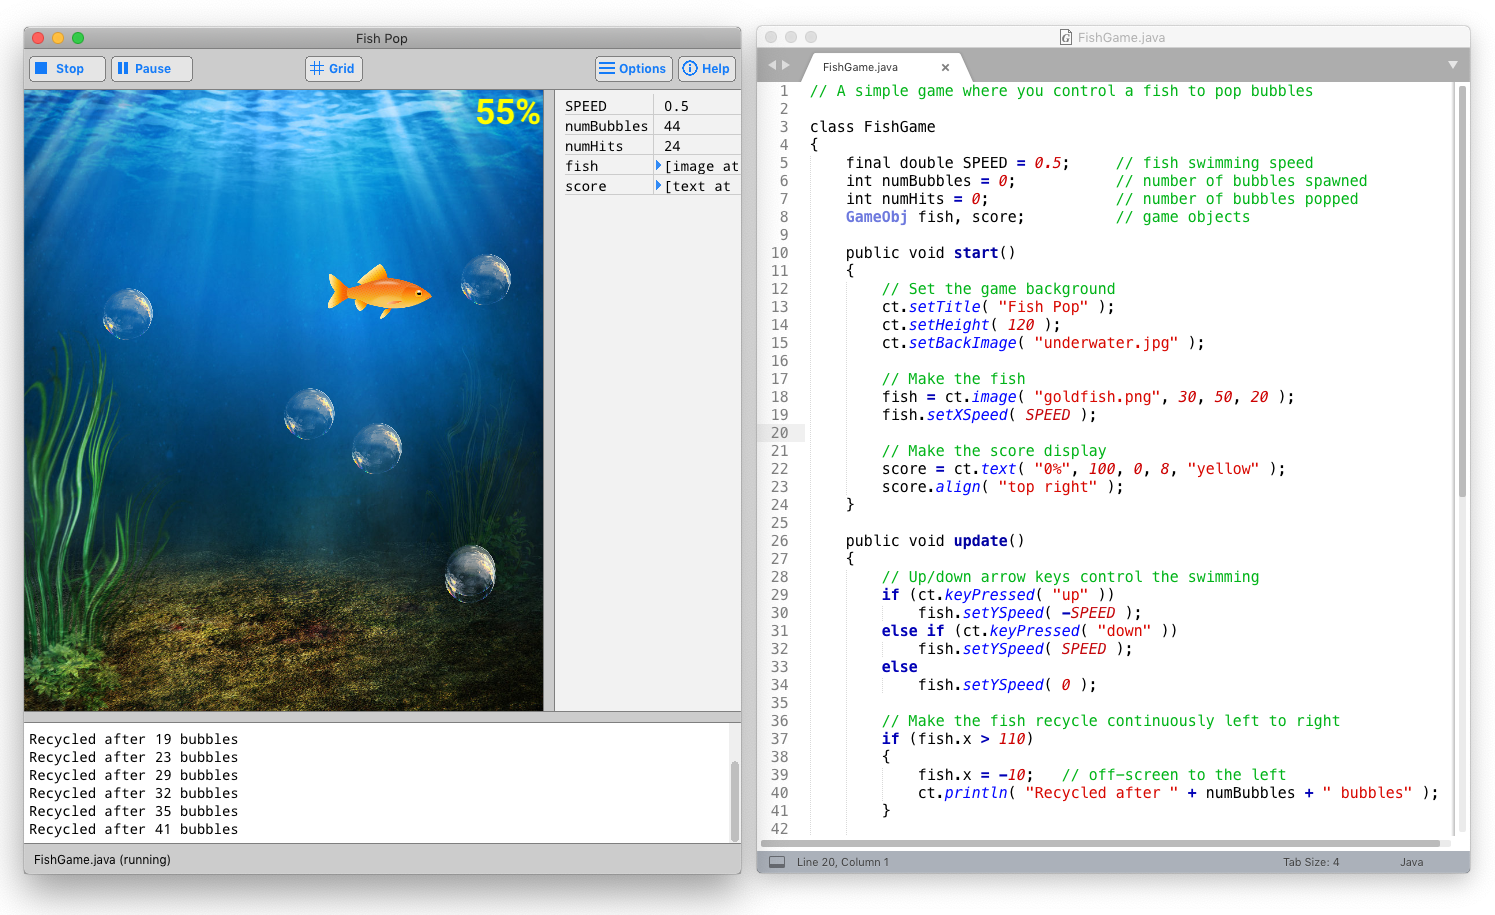 Fish Pop
Stop Pause Grid Options Help
55%
SPEED 0.5
numBubbles 44
numHits 24
fish [image at
score [text at
Recycled after 19 bubbles
Recycled after 23 bubbles
Recycled after 29 bubbles
Recycled after 32 bubbles
Recycled after 35 bubbles
Recycled after 41 bubbles
FishGame.java (running)
FishGame.java
FishGame.java ×
1 // A simple game where you control a fish to pop bubbles
2
3 class FishGame
4 {
5 final double SPEED = 0.5; // fish swimming speed
6 int numBubbles = 0; // number of bubbles spawned
7 int numHits = 0; // number of bubbles popped
8 GameObj fish, score; // game objects
9
10 public void start()
11 {
12 // Set the game background
13 ct.setTitle( "Fish Pop" );
14 ct.setHeight( 120 );
15 ct.setBackImage( "underwater.jpg" );
16
17 // Make the fish
18 fish = ct.image( "goldfish.png", 30, 50, 20 );
19 fish.setXSpeed( SPEED );
20
21 // Make the score display
22 score = ct.text( "0%", 100, 0, 8, "yellow" );
23 score.align( "top right" );
24 }
25
26 public void update()
27 {
28 // Up/down arrow keys control the swimming
29 if (ct.keyPressed( "up" ))
30 fish.setYSpeed( -SPEED );
31 else if (ct.keyPressed( "down" ))
32 fish.setYSpeed( SPEED );
33 else
34 fish.setYSpeed( 0 );
35
36 // Make the fish recycle continuously left to right
37 if (fish.x > 110)
38 {
39 fish.x = -10; // off-screen to the left
40 ct.println( "Recycled after " + numBubbles + " bubbles" );
41 }
42
Line 20, Column 1 Tab Size: 4 Java